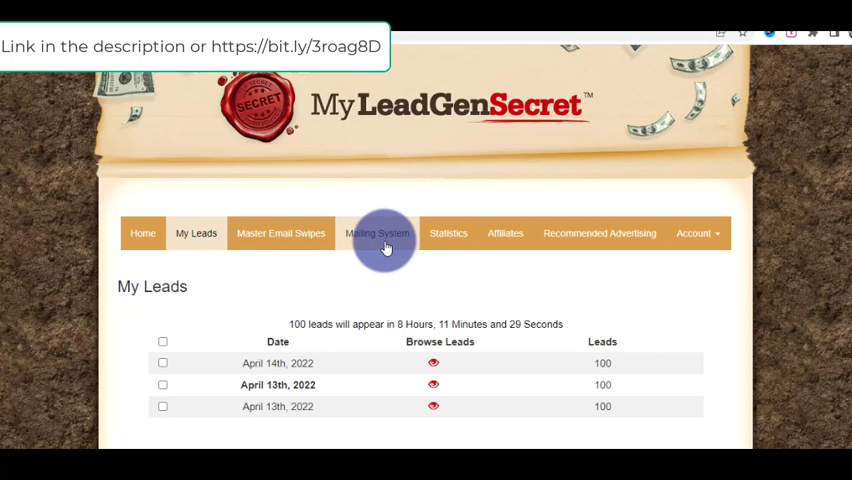 Link in the description or https://bit.ly/3roag8D
SECRET
MyLeadGenSecret™
Home My Leads Master Email Swipes Mailing System Statistics Affiliates Recommended Advertising Account
My Leads
100 leads will appear in 8 Hours, 11 Minutes and 29 Seconds
Date Browse Leads Leads
April 14th, 2022 100
April 13th, 2022 100
April 13th, 2022 100